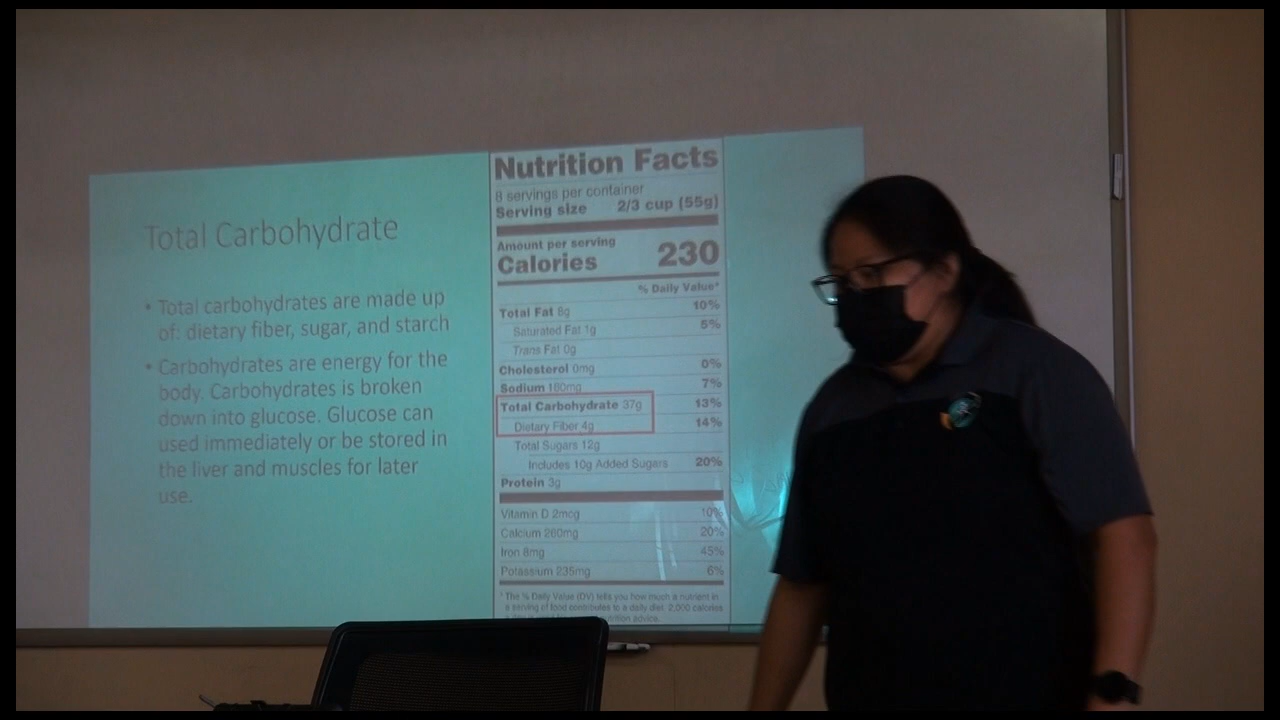 Total Carbohydrate
• Total carbohydrates are made up
of: dietary fiber, sugar, and starch
• Carbohydrates are energy for the
body. Carbohydrates is broken
down into glucose. Glucose can
used immediately or be stored in
the liver and muscles for later
use.
Nutrition Facts
8 servings per container
Serving size 2/3 cup (55g)
Amount per serving
Calories 230
% Daily Value*
Total Fat 8g 10%
Saturated Fat 1g 5%
Trans Fat 0g
Cholesterol 0mg 0%
Sodium 160mg 7%
Total Carbohydrate 37g 13%
Dietary Fiber 4g 14%
Total Sugars 12g
Includes 10g Added Sugars 20%
Protein 3g
Vitamin D 2mcg 10%
Calcium 260mg 20%
Iron 8mg 45%
Potassium 235mg 6%
* The % Daily Value (DV) tells you how much a nutrient in
a serving of food contributes to a daily diet. 2,000 calories
nutrition advice.